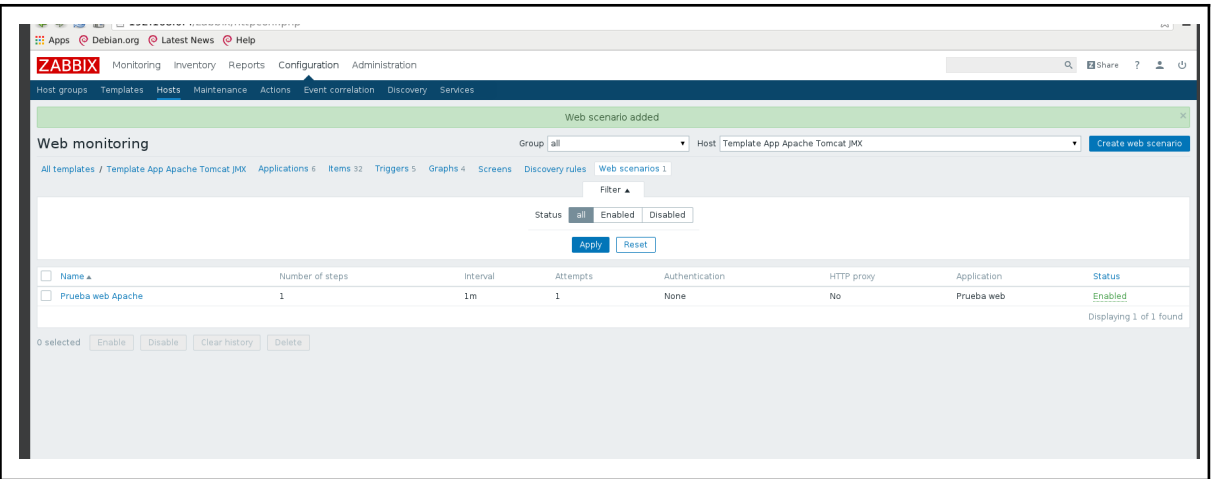 Apps Debian.org Latest News Help
ZABBIX Monitoring Inventory Reports Configuration Administration Share ?
Host groups Templates Hosts Maintenance Actions Event correlation Discovery Services
Web scenario added
Web monitoring Group all Host Template App Apache Tomcat JMX Create web scenario
All templates / Template App Apache Tomcat JMX Applications 6 Items 32 Triggers 5 Graphs 4 Screens Discovery rules Web scenarios 1
Filter
Status all Enabled Disabled
Apply Reset
Name Number of steps Interval Attempts Authentication HTTP proxy Application Status
Prueba web Apache 1 1m 1 None No Prueba web Enabled
Displaying 1 of 1 found
0 selected Enable Disable Clear history Delete